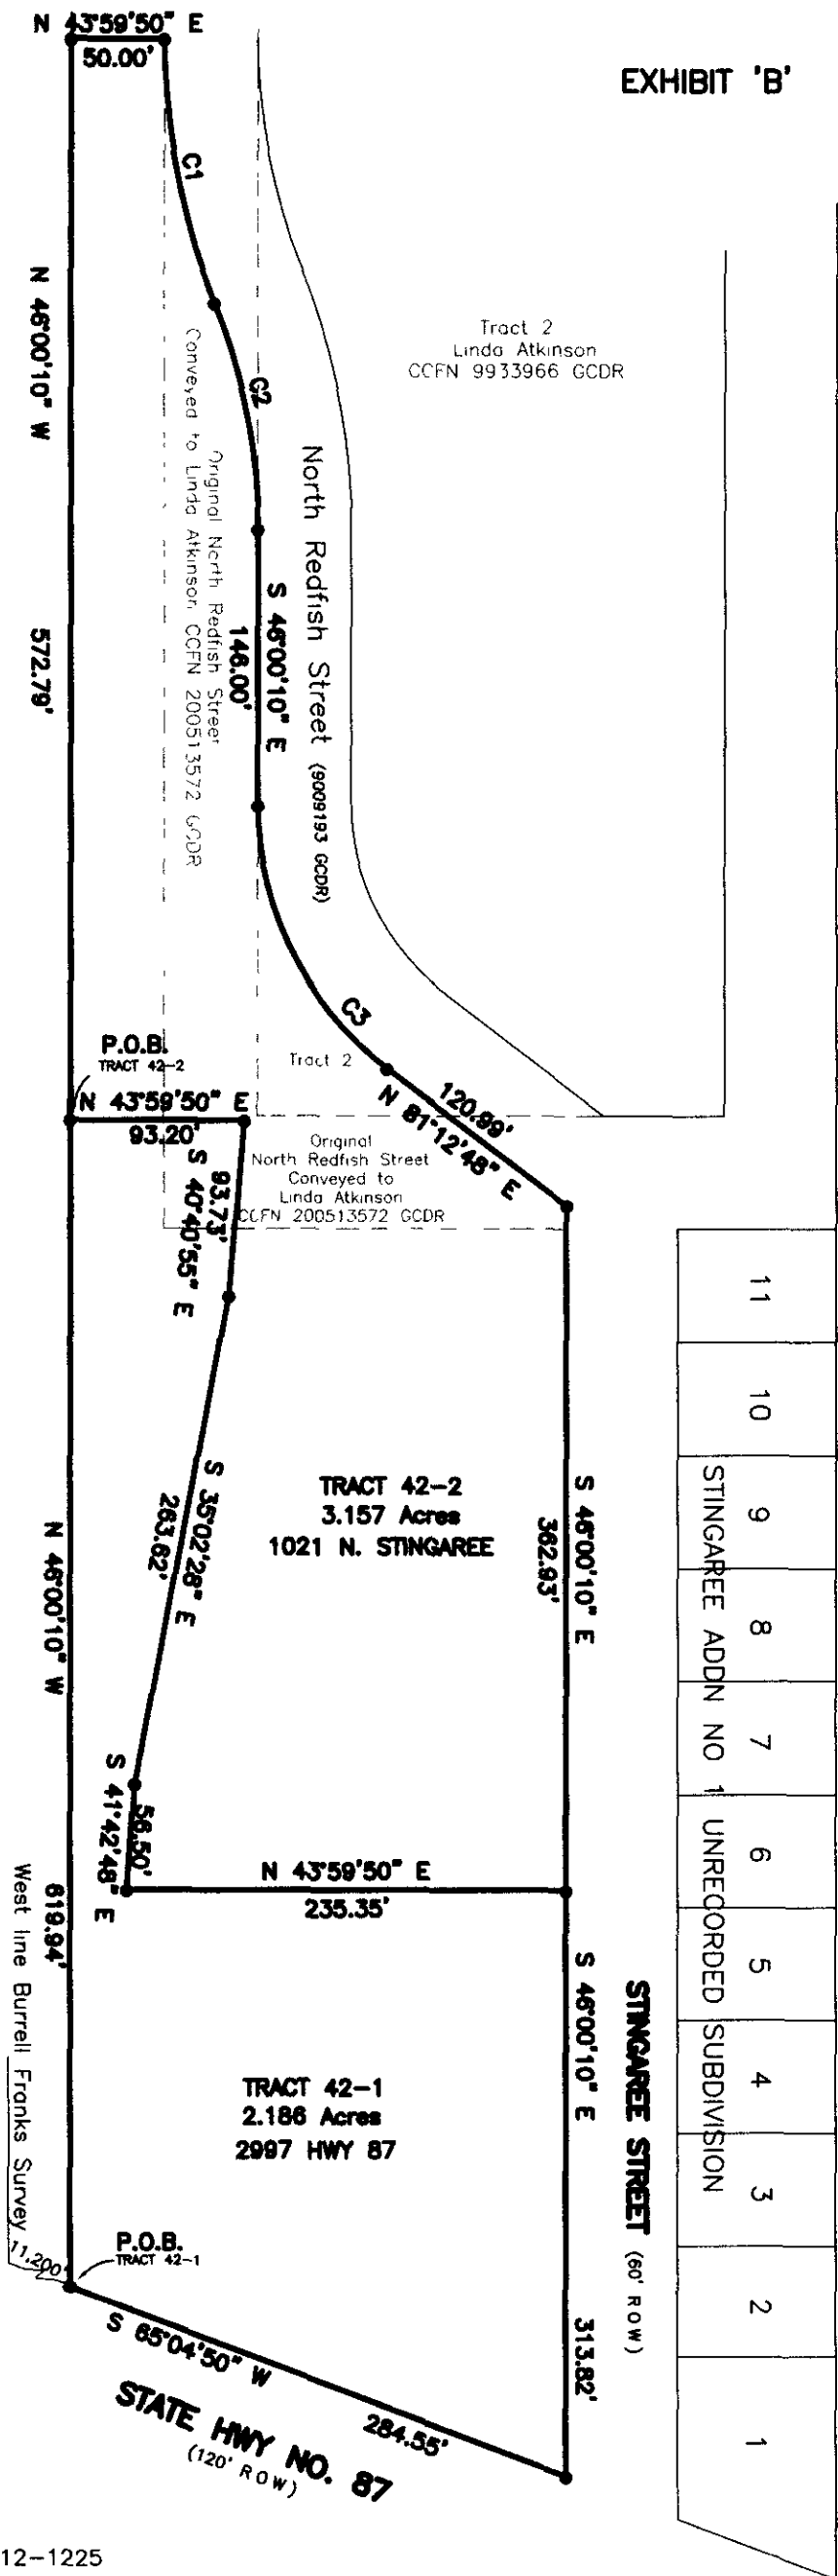 EXHIBIT 'B'
N 43°59'50" E
50.00'
C1
C2
N 46°00'10" W
572.79'
Tract 2
Linda Atkinson
CCFN 9933966 GCDR
North Redfish Street (9009193 GCDR)
Original North Redfish Street
Conveyed to Linda Atkinson CCFN 200513572 GCDR
S 46°00'10" E
146.00'
C3
Tract 2
120.99'
N 81°12'48" E
P.O.B.
TRACT 42-2
N 43°59'50" E
93.20'
Original
North Redfish Street
Conveyed to
Linda Atkinson
CCFN 200513572 GCDR
93.73'
S 40°40'55" E
S 35°02'28" E
263.62'
TRACT 42-2
3.157 Acres
1021 N. STINGAREE
S 46°00'10" E
362.93'
11
10
9
8
7
6
5
4
3
2
1
STINGAREE ADDN NO 1 UNRECORDED SUBDIVISION
56.50'
S 41°42'48" E
N 43°59'50" E
235.35'
N 46°00'10" W
619.94'
West line Burrell Franks Survey
11,200'
S 46°00'10" E
313.82'
STINGAREE STREET (60' ROW)
TRACT 42-1
2.186 Acres
2997 HWY 87
P.O.B.
TRACT 42-1
S 65°04'50" W
284.55'
STATE HWY NO. 87
(120' ROW)
12-1225